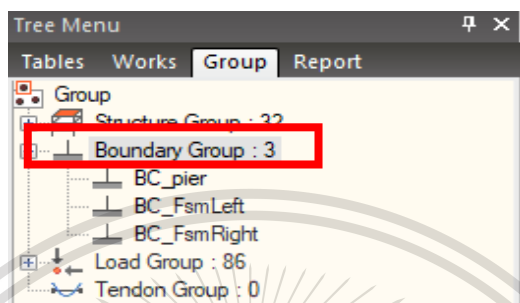 Tree Menu
Tables Works Group Report
Group
Structure Group : 32
Boundary Group : 3
BC_pier
BC_FsmLeft
BC_FsmRight
Load Group : 86
Tendon Group : 0